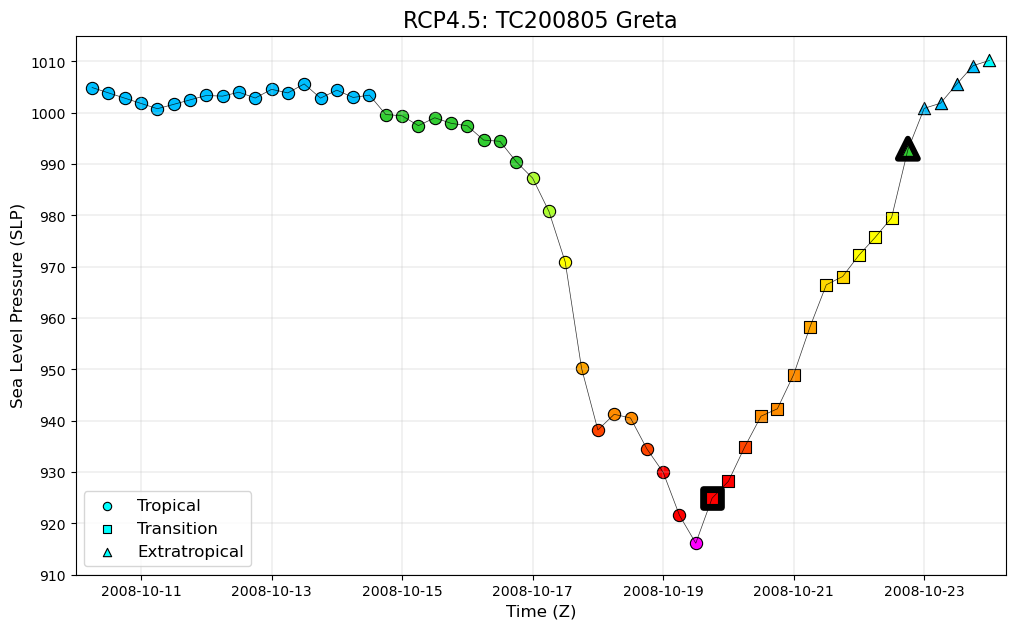 RCP4.5: TC200805 Greta
Sea Level Pressure (SLP)
1010
1000
990
980
970
960
950
940
930
920
910
Tropical
Transition
Extratropical
2008-10-11 2008-10-13 2008-10-15 2008-10-17 2008-10-19 2008-10-21 2008-10-23
Time (Z)